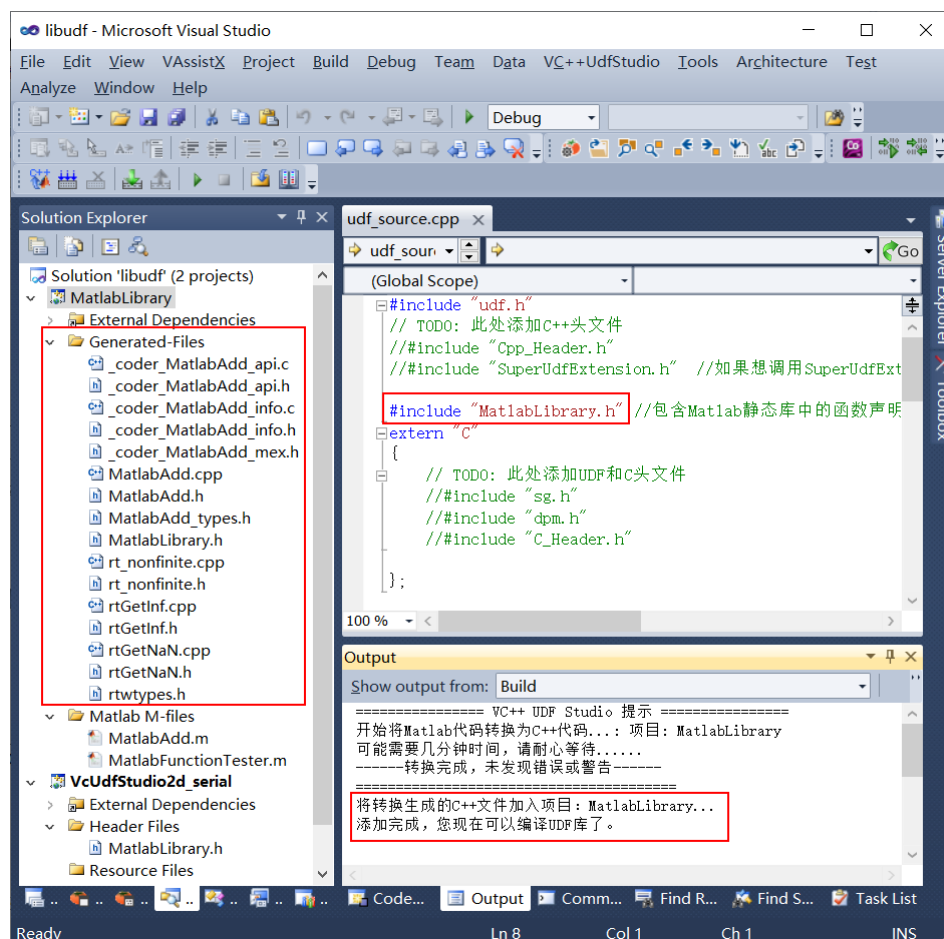 libudf - Microsoft Visual Studio
File Edit View VAssistX Project Build Debug Team Data VC++UdfStudio Tools Architecture Test
Analyze Window Help
Debug
Solution Explorer
Solution 'libudf' (2 projects)
MatlabLibrary
External Dependencies
Generated-Files
_coder_MatlabAdd_api.c
_coder_MatlabAdd_api.h
_coder_MatlabAdd_info.c
_coder_MatlabAdd_info.h
_coder_MatlabAdd_mex.h
MatlabAdd.cpp
MatlabAdd.h
MatlabAdd_types.h
MatlabLibrary.h
rt_nonfinite.cpp
rt_nonfinite.h
rtGetInf.cpp
rtGetInf.h
rtGetNaN.cpp
rtGetNaN.h
rtwtypes.h
Matlab M-files
MatlabAdd.m
MatlabFunctionTester.m
VcUdfStudio2d_serial
External Dependencies
Header Files
MatlabLibrary.h
Resource Files
udf_source.cpp
udf_sour
Go
(Global Scope)
#include "udf.h"
// TODO: 此处添加C++头文件
//#include "Cpp_Header.h"
//#include "SuperUdfExtension.h" //如果想调用SuperUdfExt
#include "MatlabLibrary.h" //包含Matlab静态库中的函数声明
extern "C"
{
// TODO: 此处添加UDF和C头文件
//#include "sg.h"
//#include "dpm.h"
//#include "C_Header.h"
};
100 %
Output
Show output from: Build
================ VC++ UDF Studio 提示 ================
开始将Matlab代码转换为C++代码...: 项目: MatlabLibrary
可能需要几分钟时间, 请耐心等待......
------转换完成, 未发现错误或警告------
========================================
将转换生成的C++文件加入项目: MatlabLibrary...
添加完成, 您现在可以编译UDF库了。
Server Explorer
Toolbox
Code... Output Comm... Find R... Find S... Task List
Ready Ln 8 Col 1 Ch 1 INS